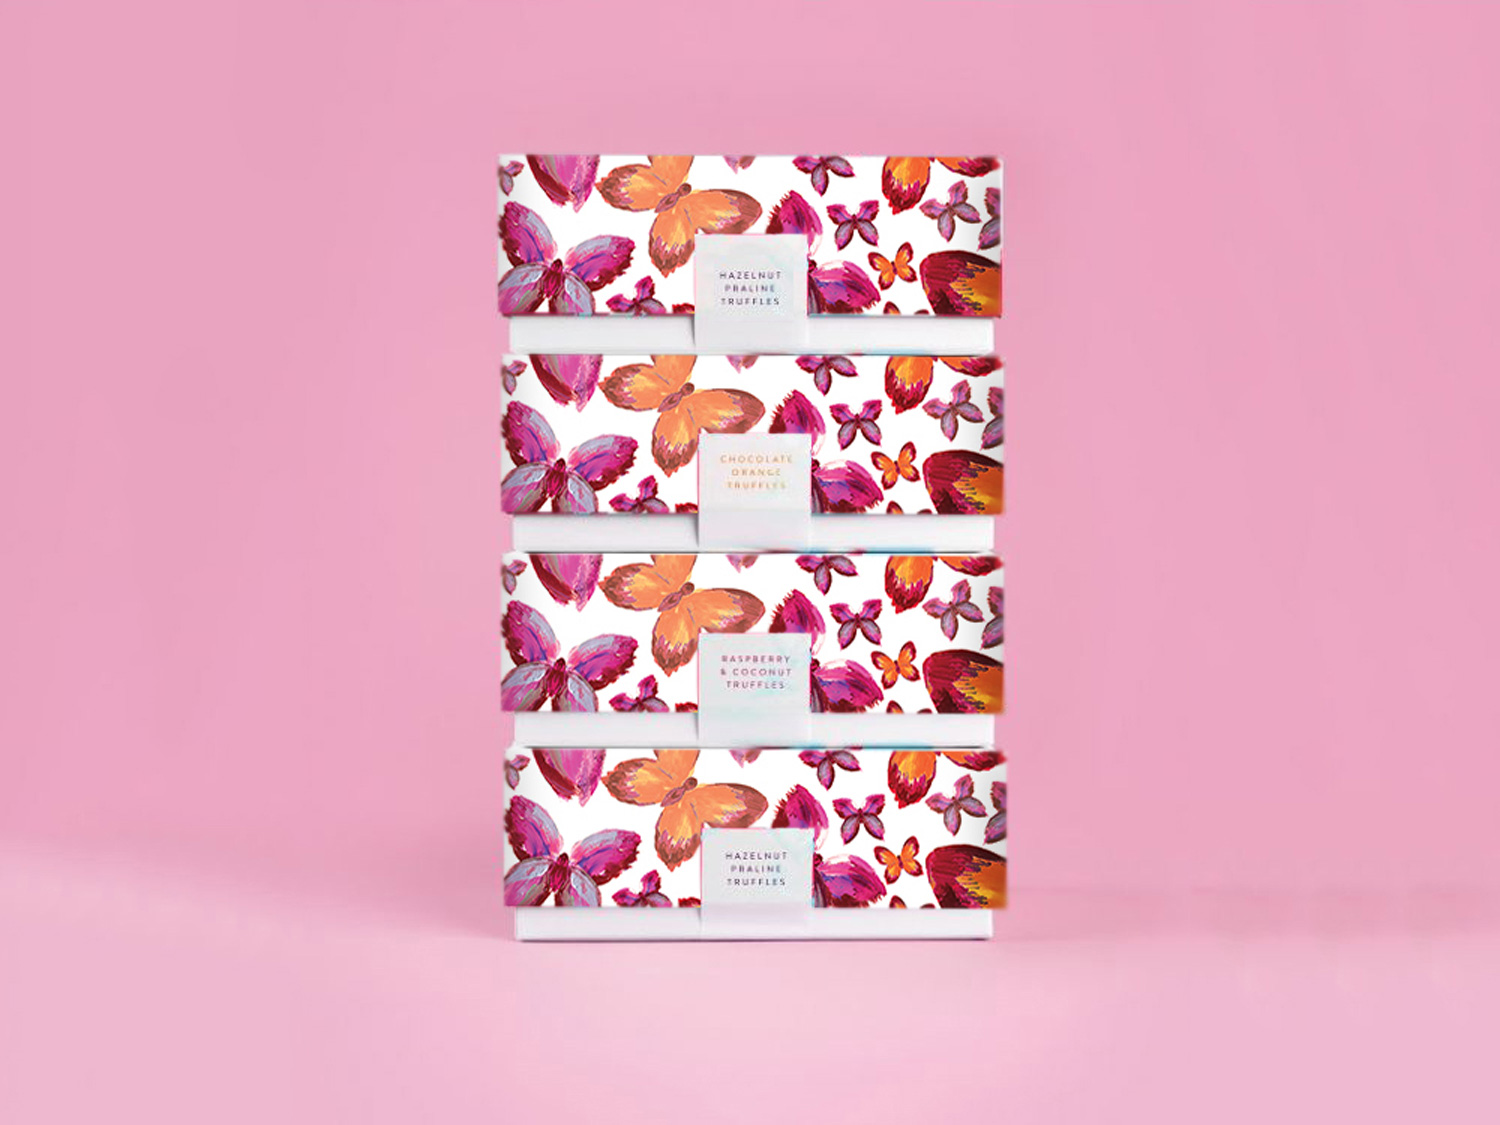 HAZELNUT
PRALINE
TRUFFLES
CHOCOLATE
ORANGE
TRUFFLES
RASPBERRY
& COCONUT
TRUFFLES
HAZELNUT
PRALINE
TRUFFLES